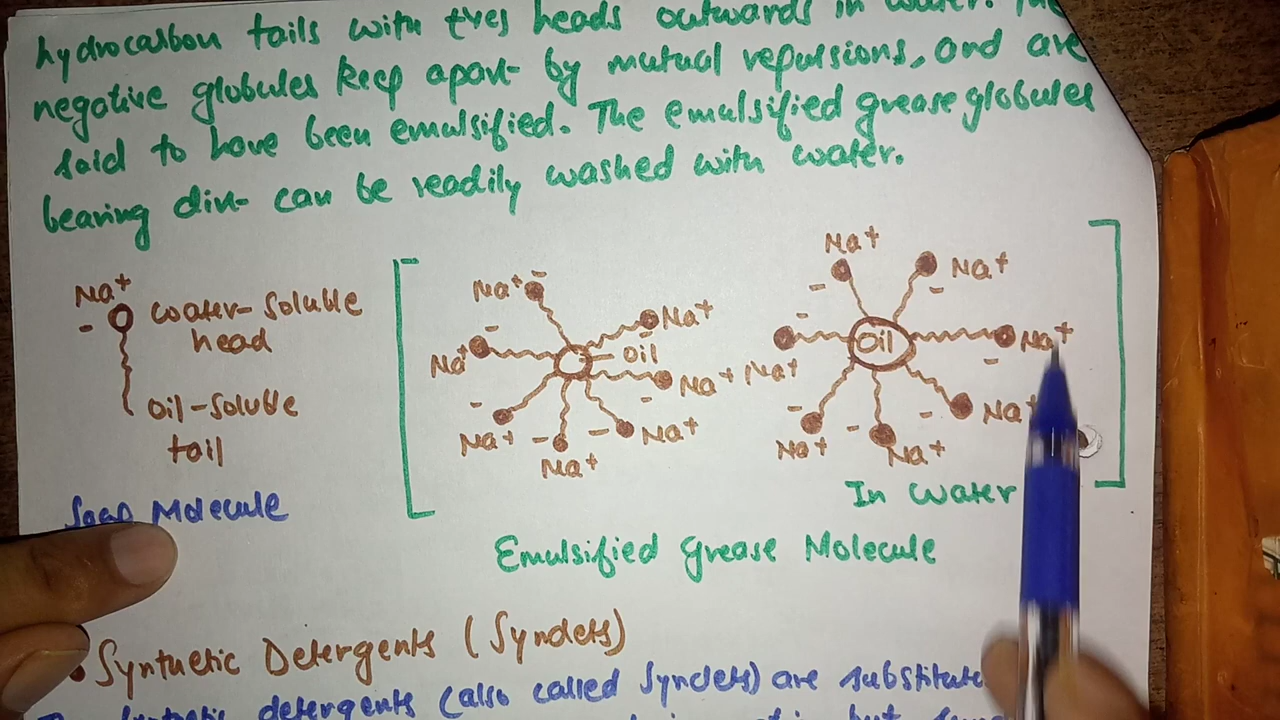 hydrocarbon tails with tves heads outwards in water. The
negative globules keep apart by mutual repulsions, and are
said to have been emulsified. The emulsified grease globules
bearing dirt can be readily washed with water.
Na+
-
water-soluble
head
oil-soluble
tail
Soap Molecule
Na+ -
Na+ -
Na+ -
Na+ -
Na+ -
Na+ -
Na+
Oil
Na+ -
Na+ -
Na+ -
Na+ -
Na+ -
Na+ -
Na+ -
Oil
In water
Emulsified Grease Molecule
• Synthetic Detergents (Syndets)
detergents (also called Syndets) are